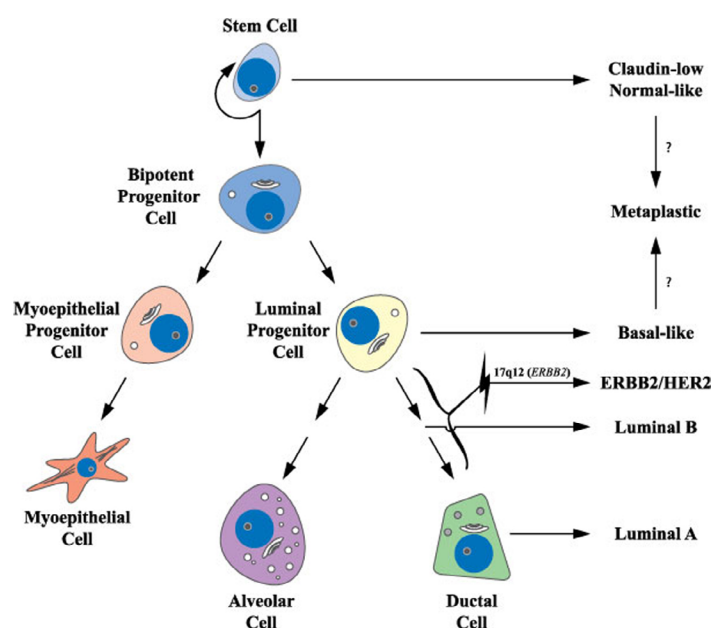 Stem Cell
Claudin-low
Normal-like
?
Bipotent
Progenitor
Cell
Metaplastic
?
Myoepithelial
Progenitor
Cell
Luminal
Progenitor
Cell
Basal-like
17q12 (ERBB2)
ERBB2/HER2
Luminal B
Myoepithelial
Cell
Luminal A
Alveolar
Cell
Ductal
Cell